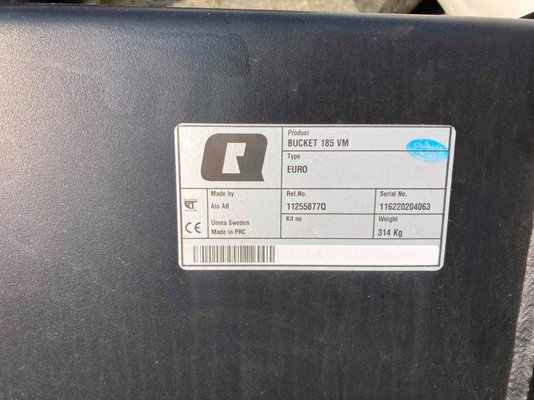 Product
BUCKET 185 VM
Type
EURO
Made by
Alo AB
Umea Sweden
Made in PRC
CE
Ref.No.
11255877Q
Serial No.
116220204063
Kit no
Weight
314 Kg